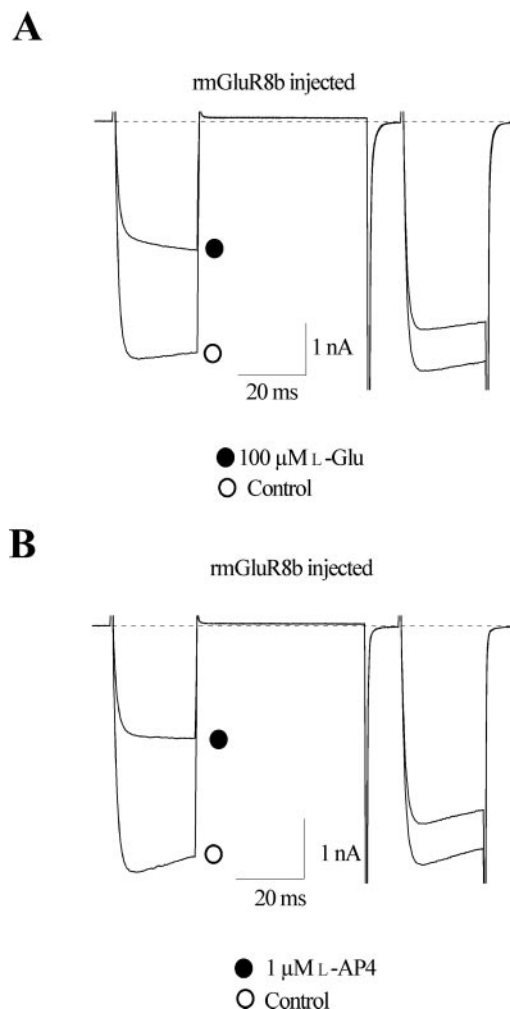 A
rmGluR8b injected
1 nA
20 ms
● 100 μM L-Glu
○ Control
B
rmGluR8b injected
1 nA
20 ms
● 1 μM L-AP4
○ Control